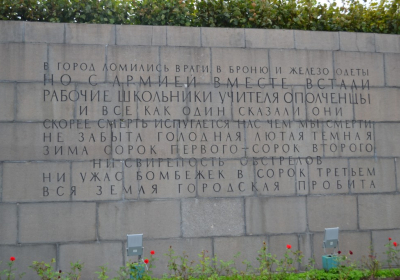 В ГОРОД ЛОМИЛИСЬ ВРАГИ, В БРОНЮ И ЖЕЛЕЗО ОДЕТЫ
НО С АРМИЕЙ ВМЕСТЕ ВСТАЛИ
РАБОЧИЕ ШКОЛЬНИКИ УЧИТЕЛЯ ОПОЛЧЕНЦЫ
И ВСЕ КАК ОДИН СКАЗАЛИ ОНИ
СКОРЕЕ СМЕРТЬ ИСПУГАЕТСЯ НАС ЧЕМ МЫ СМЕРТИ
НЕ ЗАБЫТА ГОЛОДНАЯ ЛЮТАЯ ТЕМНАЯ
ЗИМА СОРОК ПЕРВОГО–СОРОК ВТОРОГО
НИ СВИРЕПОСТЬ ОБСТРЕЛОВ
НИ УЖАС БОМБЕЖЕК В СОРОК ТРЕТЬЕМ
ВСЯ ЗЕМЛЯ ГОРОДСКАЯ ПРОБИТА